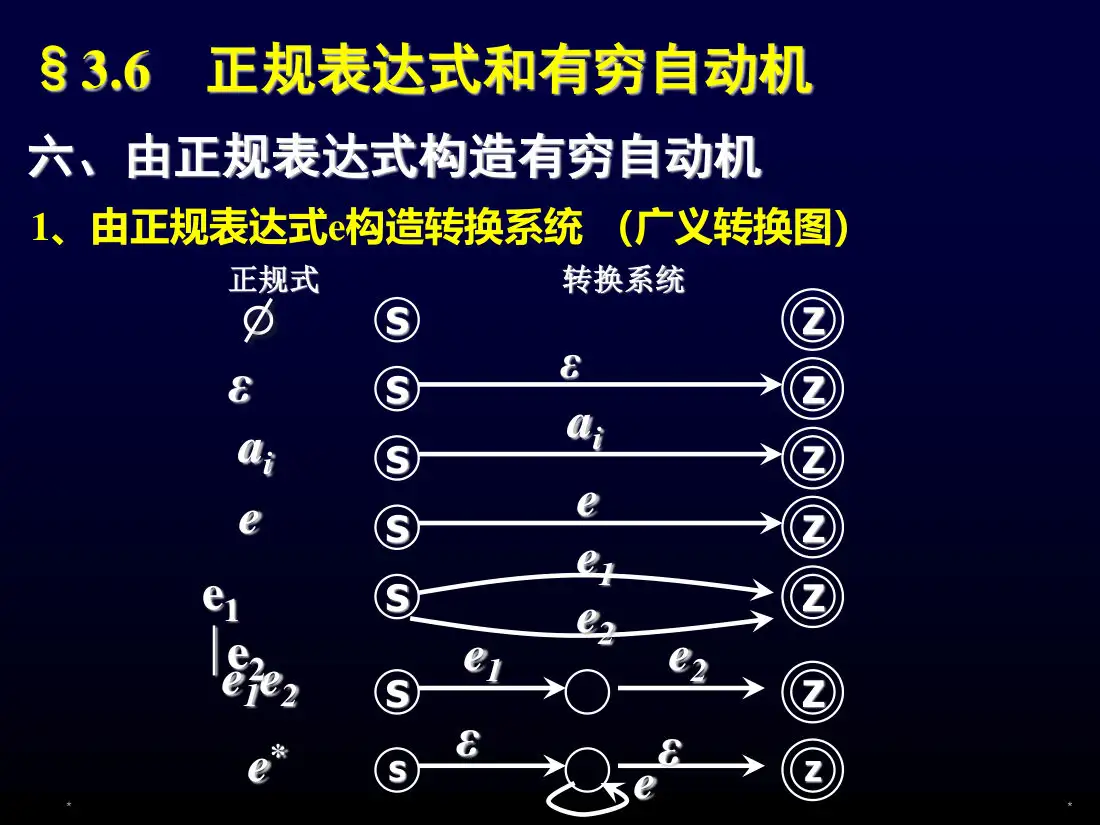 §3.6 正规表达式和有穷自动机
六、由正规表达式构造有穷自动机
1、由正规表达式e构造转换系统 （广义转换图）
正规式 转换系统
∅ S Z
ε S ε Z
ai S ai Z
e S e Z
e1|e2 S e1 e2 Z
e1e2 S e1 e2 Z
e* S ε e ε Z
* *